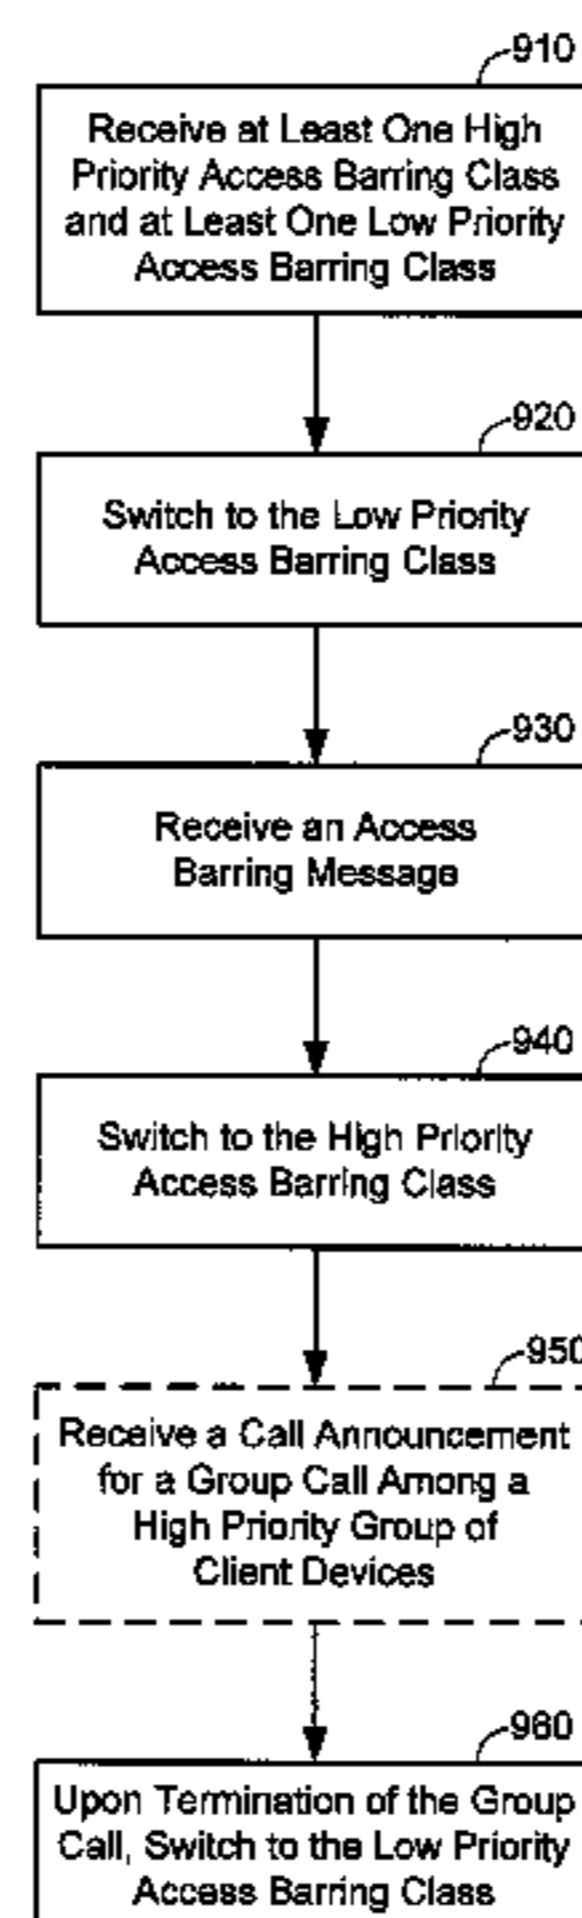 910
Receive at Least One High
Priority Access Barring Class
and at Least One Low Priority
Access Barring Class
920
Switch to the Low Priority
Access Barring Class
930
Receive an Access
Barring Message
940
Switch to the High Priority
Access Barring Class
950
Receive a Call Announcement
for a Group Call Among a
High Priority Group of
Client Devices
960
Upon Termination of the Group
Call, Switch to the Low Priority
Access Barring Class